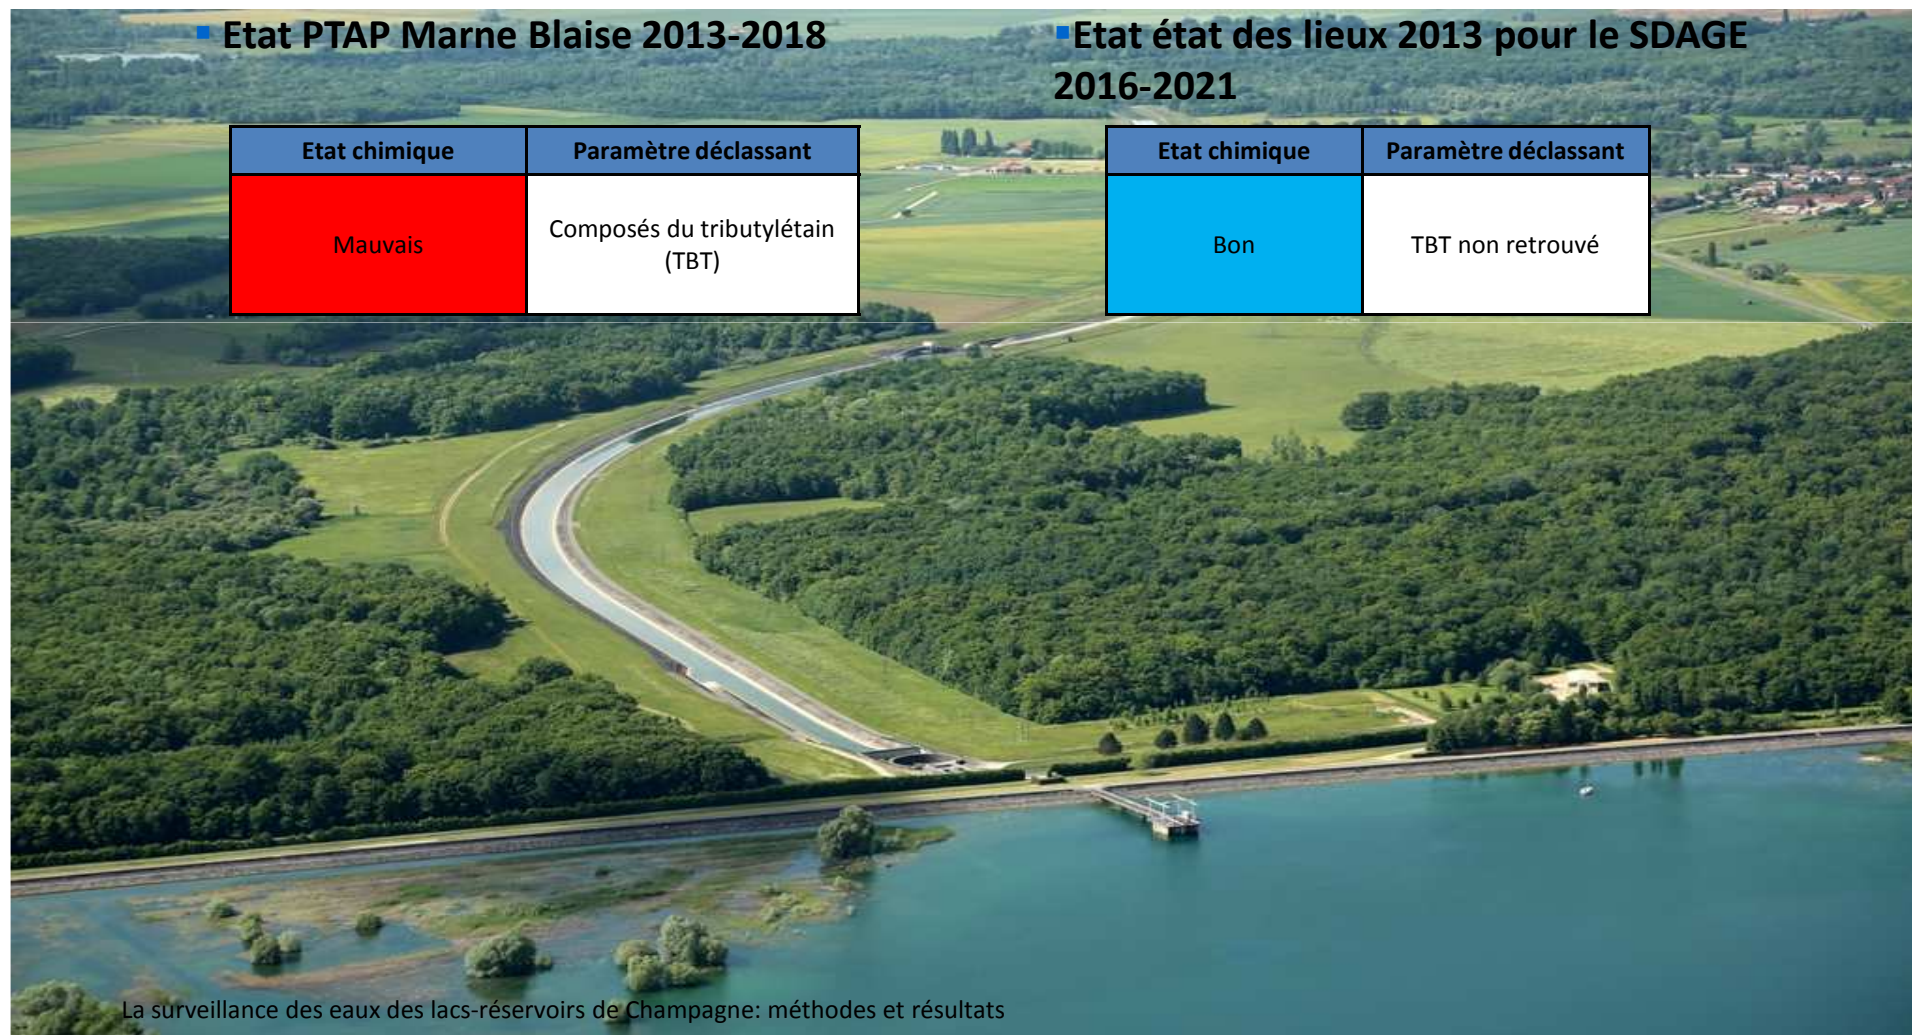 ▪ Etat PTAP Marne Blaise 2013-2018
Etat chimique Paramètre déclassant
Mauvais Composés du tributylétain
(TBT)
▪Etat état des lieux 2013 pour le SDAGE
2016-2021
Etat chimique Paramètre déclassant
Bon TBT non retrouvé
La surveillance des eaux des lacs-réservoirs de Champagne: méthodes et résultats